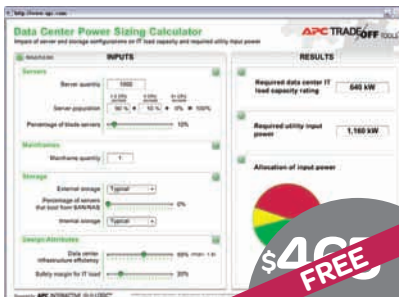 http://www.apc.com
Data Center Power Sizing Calculator
Impact of server and storage configurations on IT load capacity and required utility input power
APC TRADEOFF TOOLS
INPUTS
RESULTS
Servers
Server quantity 1000
Server population 90 % + 10 % + 0% = 100%
Percentage of blade servers 10%
Mainframes
Mainframe quantity 1
Storage
External storage Typical
Percentage of servers that boot from SAN/NAS 0%
Internal storage Typical
Design Attributes
Data center infrastructure efficiency
Safety margin for IT load 20%
Required data center IT load capacity rating 640 kW
Required utility input power 1,160 kW
Allocation of input power
FREE